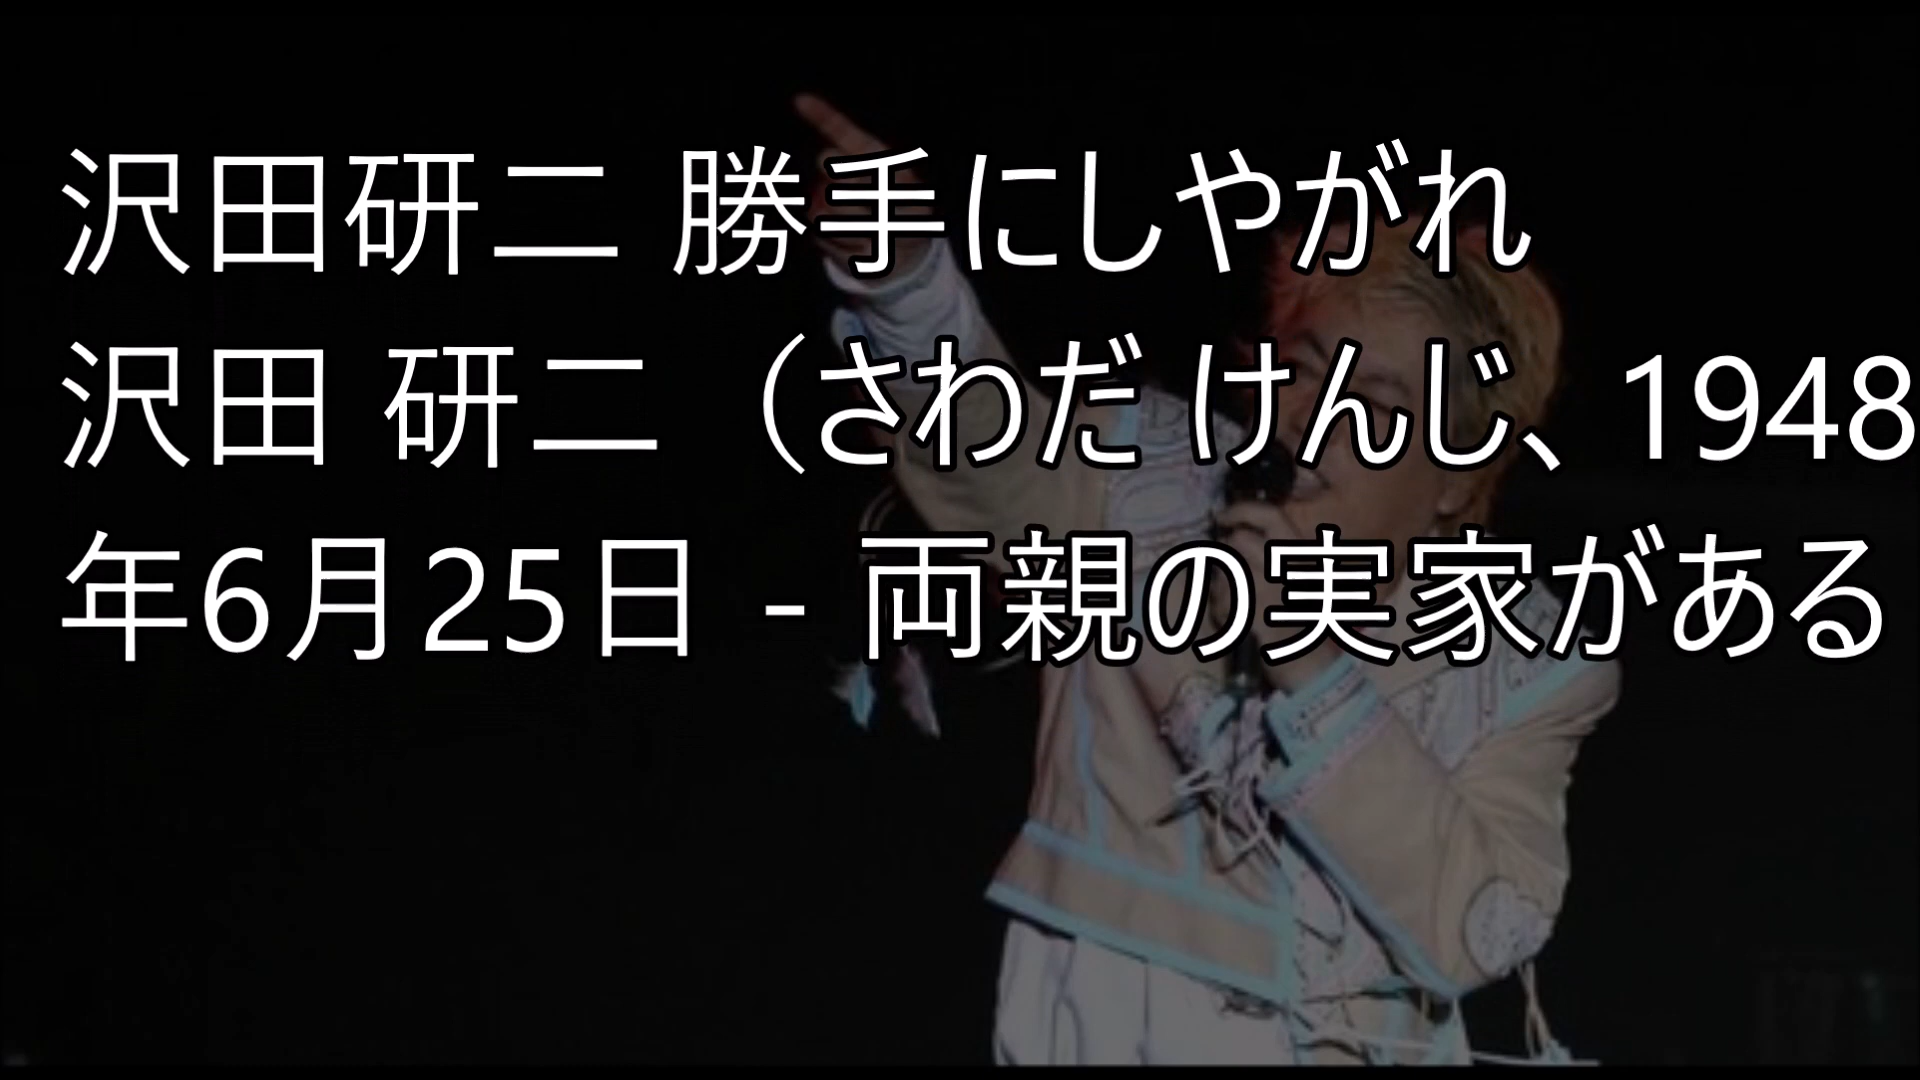 沢田研二 勝手にしやがれ
沢田 研二（さわだ けんじ、1948
年6月25日 - 両親の実家がある